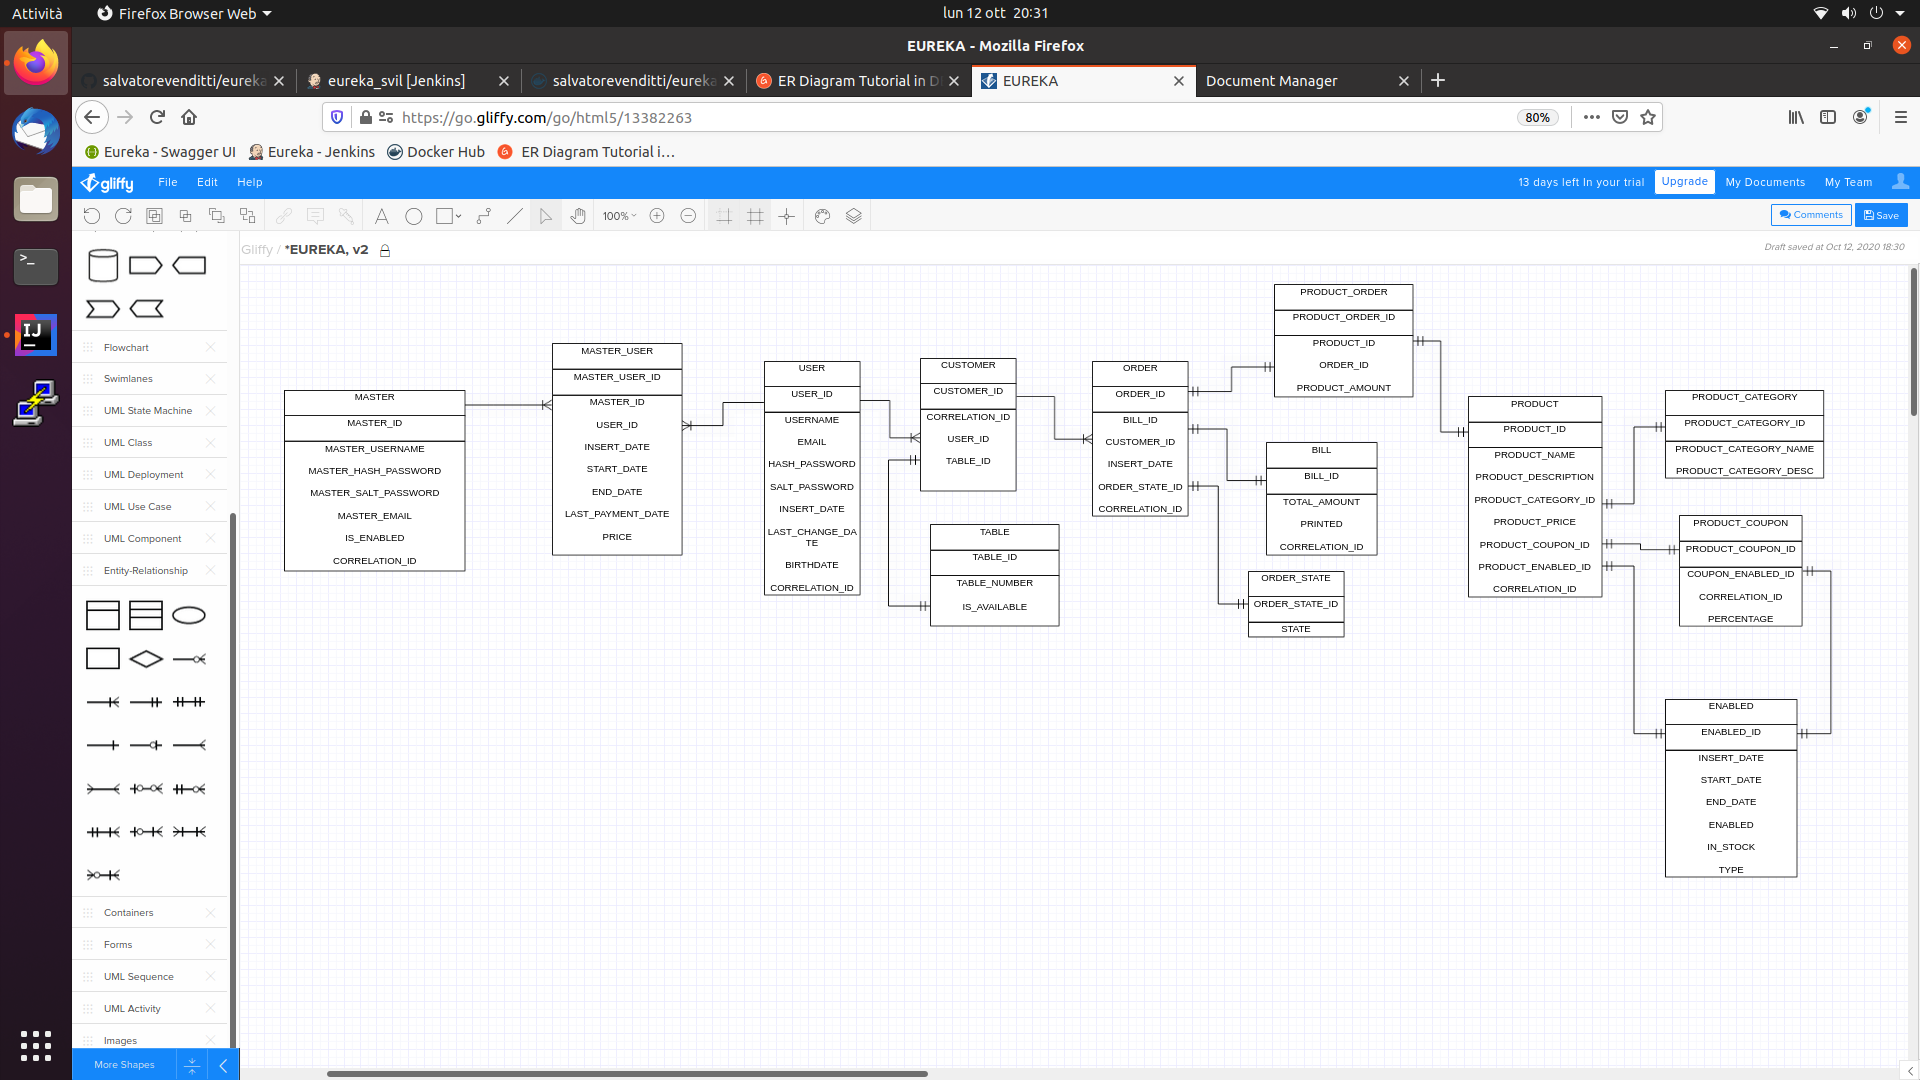 Attività
Firefox Browser Web
lun 12 ott 20:31
EUREKA - Mozilla Firefox
salvatorevenditti/eureka
eureka_svil [Jenkins]
salvatorevenditti/eureka
ER Diagram Tutorial in D
EUREKA
Document Manager
https://go.gliffy.com/go/html5/13382263
80%
Eureka - Swagger UI
Eureka - Jenkins
Docker Hub
ER Diagram Tutorial i...
gliffy
File
Edit
Help
13 days left In your trial
Upgrade
My Documents
My Team
100%
Comments
Save
Gliffy / *EUREKA, v2
Draft saved at Oct 12, 2020 18:30
Flowchart
Swimlanes
UML State Machine
UML Class
UML Deployment
UML Use Case
UML Component
Entity-Relationship
Containers
Forms
UML Sequence
UML Activity
Images
More Shapes
MASTER
MASTER_ID
MASTER_USERNAME
MASTER_HASH_PASSWORD
MASTER_SALT_PASSWORD
MASTER_EMAIL
IS_ENABLED
CORRELATION_ID
MASTER_USER
MASTER_USER_ID
MASTER_ID
USER_ID
INSERT_DATE
START_DATE
END_DATE
LAST_PAYMENT_DATE
PRICE
USER
USER_ID
USERNAME
EMAIL
HASH_PASSWORD
SALT_PASSWORD
INSERT_DATE
LAST_CHANGE_DA
TE
BIRTHDATE
CORRELATION_ID
CUSTOMER
CUSTOMER_ID
CORRELATION_ID
USER_ID
TABLE_ID
TABLE
TABLE_ID
TABLE_NUMBER
IS_AVAILABLE
ORDER
ORDER_ID
BILL_ID
CUSTOMER_ID
INSERT_DATE
ORDER_STATE_ID
CORRELATION_ID
PRODUCT_ORDER
PRODUCT_ORDER_ID
PRODUCT_ID
ORDER_ID
PRODUCT_AMOUNT
BILL
BILL_ID
TOTAL_AMOUNT
PRINTED
CORRELATION_ID
ORDER_STATE
ORDER_STATE_ID
STATE
PRODUCT
PRODUCT_ID
PRODUCT_NAME
PRODUCT_DESCRIPTION
PRODUCT_CATEGORY_ID
PRODUCT_PRICE
PRODUCT_COUPON_ID
PRODUCT_ENABLED_ID
CORRELATION_ID
PRODUCT_CATEGORY
PRODUCT_CATEGORY_ID
PRODUCT_CATEGORY_NAME
PRODUCT_CATEGORY_DESC
PRODUCT_COUPON
PRODUCT_COUPON_ID
COUPON_ENABLED_ID
CORRELATION_ID
PERCENTAGE
ENABLED
ENABLED_ID
INSERT_DATE
START_DATE
END_DATE
ENABLED
IN_STOCK
TYPE